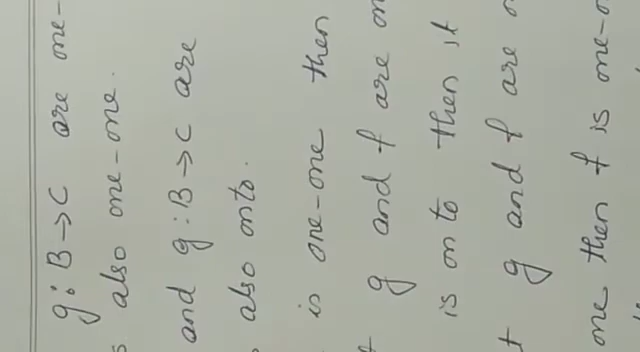 g : B → C are one-
also one-one.
and g : B → C are
also onto.
is one-one then
g and f are on
is onto then it
g and f are
one then f is one-o